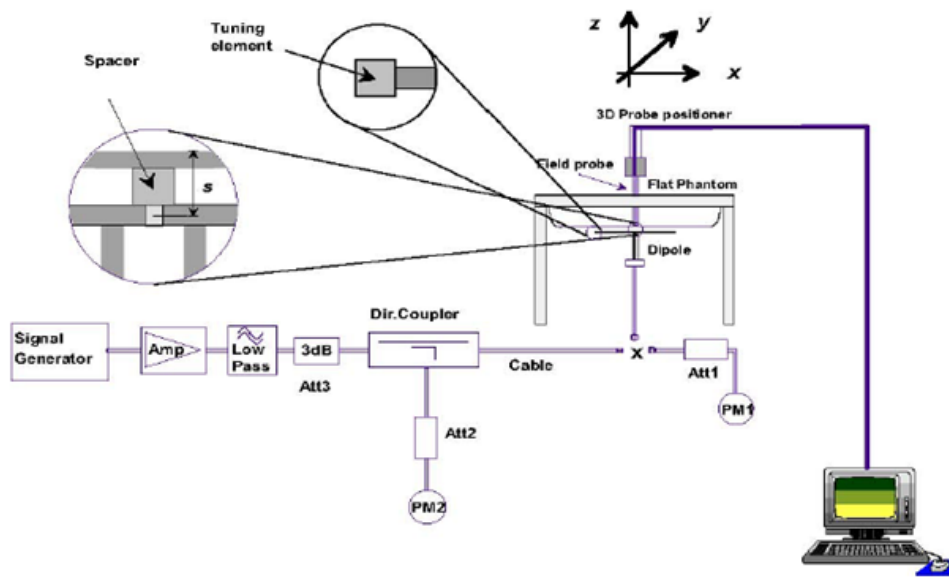 Tuning
element
Spacer
s
z
y
x
3D Probe positioner
Field probe
Flat Phantom
Dipole
Signal
Generator
Amp
Low
Pass
3dB
Att3
Dir.Coupler
Cable
x
Att1
PM1
Att2
PM2